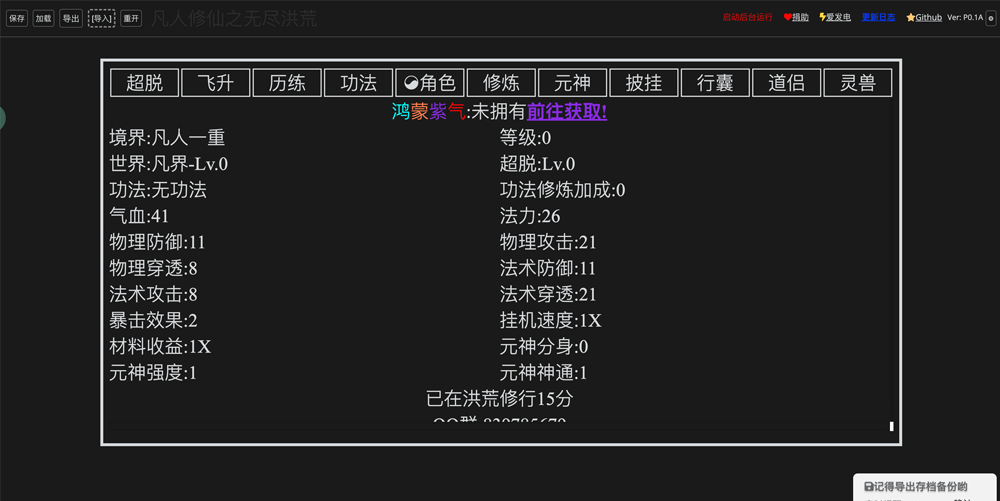 保存 加载 导出 [导入] 重开 凡人修仙之无尽洪荒 启动后台运行 捐助 爱发电 更新日志 Github Ver: P0.1A
超脱 飞升 历练 功法 角色 修炼 元神 披挂 行囊 道侣 灵兽
鸿蒙紫气:未拥有前往获取!
境界:凡人一重 等级:0
世界:凡界-Lv.0 超脱:Lv.0
功法:无功法 功法修炼加成:0
气血:41 法力:26
物理防御:11 物理攻击:21
物理穿透:8 法术防御:11
法术攻击:8 法术穿透:21
暴击效果:2 挂机速度:1X
材料收益:1X 元神分身:0
元神强度:1 元神神通:1
已在洪荒修行15分
记得导出存档备份哟